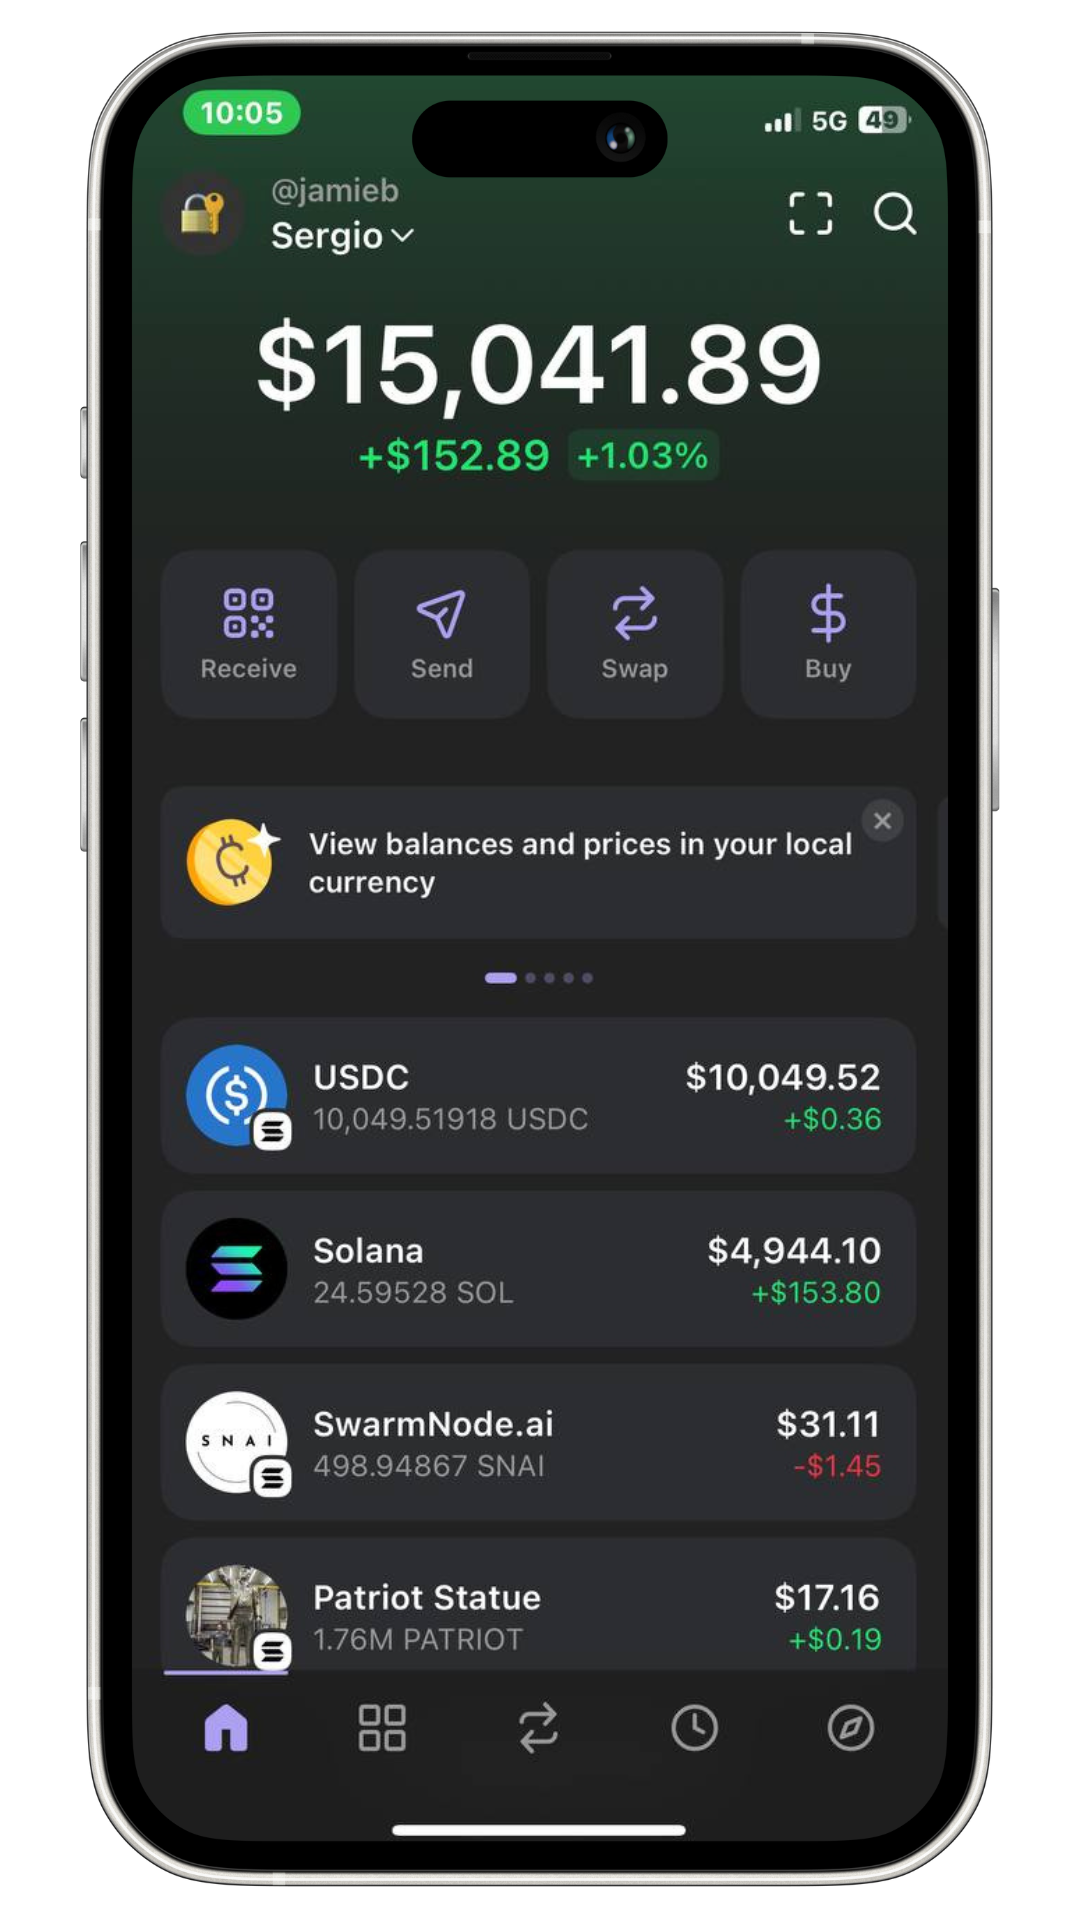 10:05
5G 49
@jamieb
Sergio
$15,041.89
+$152.89 +1.03%
Receive Send Swap Buy
View balances and prices in your local
currency
USDC $10,049.52
10,049.51918 USDC +$0.36
Solana $4,944.10
24.59528 SOL +$153.80
SNAI
SwarmNode.ai $31.11
498.94867 SNAI -$1.45
Patriot Statue $17.16
1.76M PATRIOT +$0.19